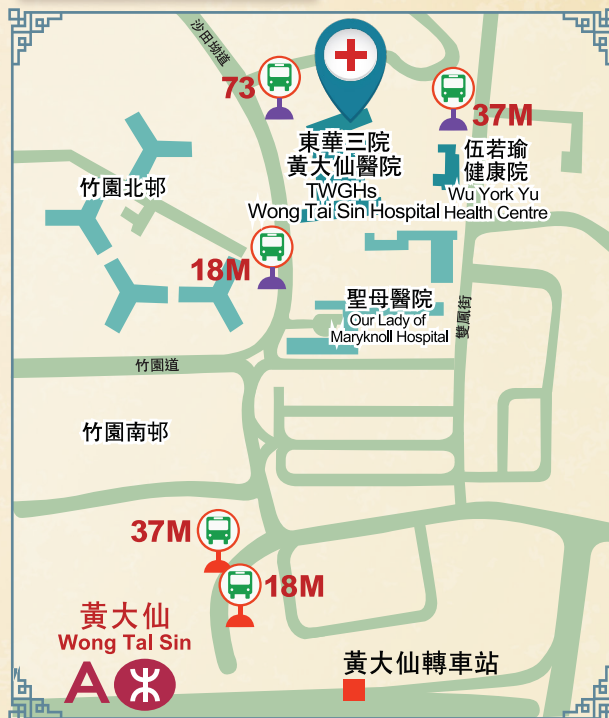 沙田坳道
73
37M
東華三院
黃大仙醫院
TWGHs
Wong Tai Sin Hospital
伍若瑜
健康院
Wu York Yu
Health Centre
竹園北邨
18M
聖母醫院
Our Lady of
Maryknoll Hospital
雙鳳街
竹園道
竹園南邨
37M
18M
黃大仙
Wong Tal Sin
A
黃大仙轉車站